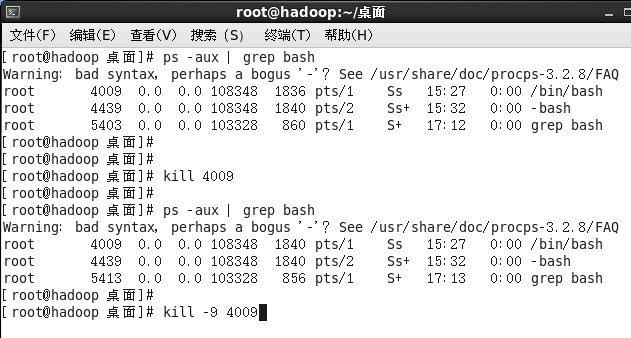 root@hadoop:~/桌面
文件(F) 编辑(E) 查看(V) 搜索 (S) 终端(T) 帮助(H)
[root@hadoop 桌面]# ps -aux | grep bash
Warning: bad syntax, perhaps a bogus '-'? See /usr/share/doc/procps-3.2.8/FAQ
root 4009 0.0 0.0 108348 1836 pts/1 Ss 15:27 0:00 /bin/bash
root 4439 0.0 0.0 108348 1840 pts/2 Ss+ 15:32 0:00 -bash
root 5403 0.0 0.0 103328 860 pts/1 S+ 17:12 0:00 grep bash
[root@hadoop 桌面]#
[root@hadoop 桌面]#
[root@hadoop 桌面]# kill 4009
[root@hadoop 桌面]#
[root@hadoop 桌面]# ps -aux | grep bash
Warning: bad syntax, perhaps a bogus '-'? See /usr/share/doc/procps-3.2.8/FAQ
root 4009 0.0 0.0 108348 1840 pts/1 Ss 15:27 0:00 /bin/bash
root 4439 0.0 0.0 108348 1840 pts/2 Ss+ 15:32 0:00 -bash
root 5413 0.0 0.0 103328 856 pts/1 S+ 17:13 0:00 grep bash
[root@hadoop 桌面]#
[root@hadoop 桌面]# kill -9 4009